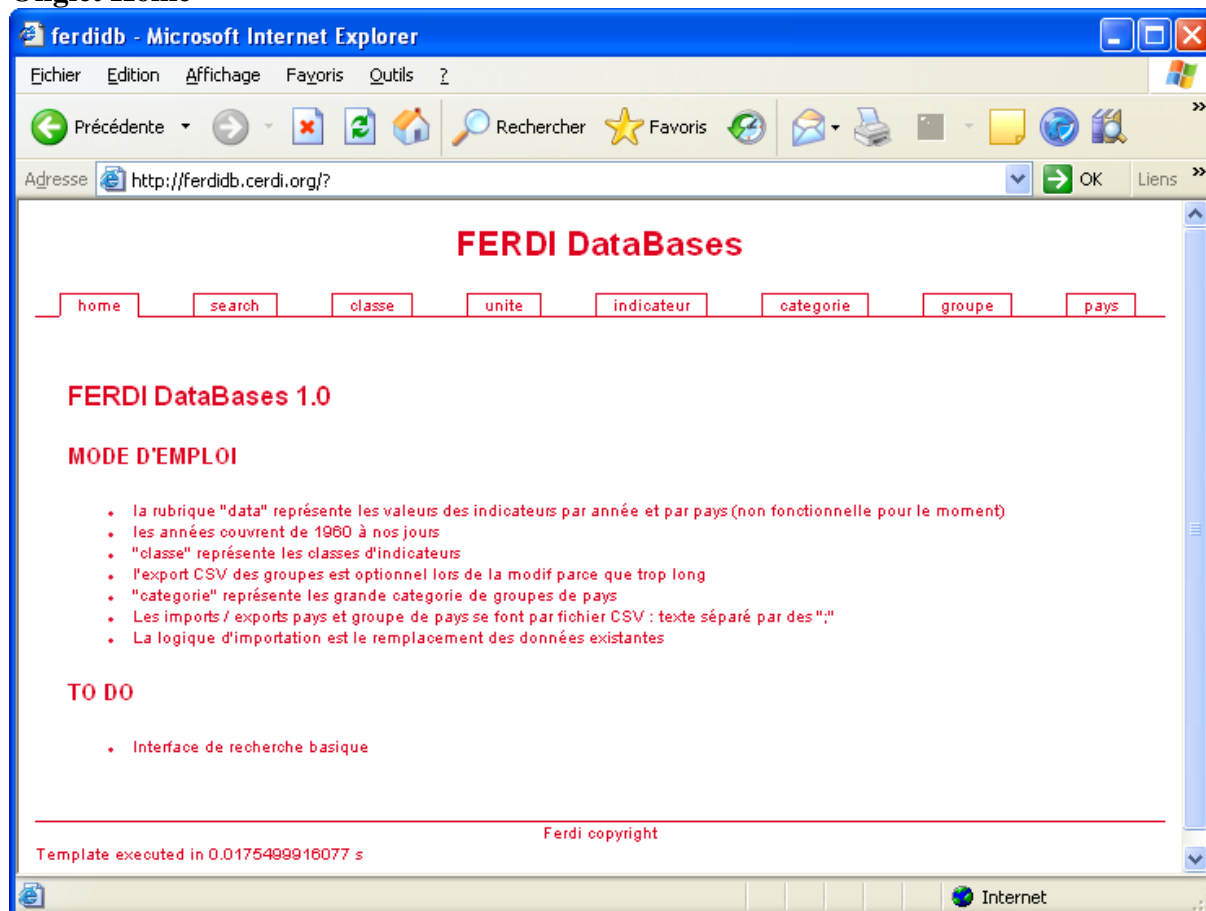 Onglet Home
ferdidb - Microsoft Internet Explorer
Eichier Edition Affichage Favoris Outils ?
Précédente Rechercher Favoris »
Adresse http://ferdidb.cerdi.org/? OK Liens »
FERDI DataBases
home search classe unite indicateur categorie groupe pays
FERDI DataBases 1.0
MODE D'EMPLOI
• la rubrique "data" représente les valeurs des indicateurs par année et par pays (non fonctionnelle pour le moment)
• les années couvrent de 1960 à nos jours
• "classe" représente les classes d'indicateurs
• l'export CSV des groupes est optionnel lors de la modif parce que trop long
• "categorie" représente les grande categorie de groupes de pays
• Les imports / exports pays et groupe de pays se font par fichier CSV : texte séparé par des ";"
• La logique d'importation est le remplacement des données existantes
TO DO
• Interface de recherche basique
Ferdi copyright
Template executed in 0.0175499916077 s
Internet